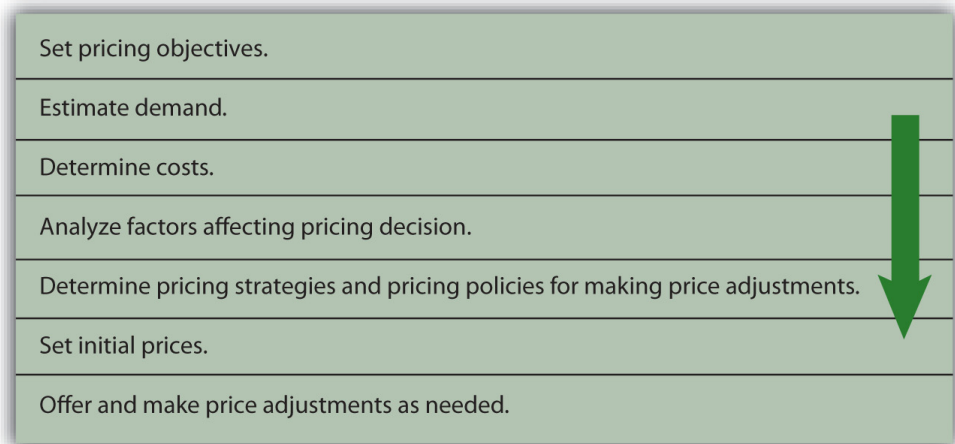 Set pricing objectives.
Estimate demand.
Determine costs.
Analyze factors affecting pricing decision.
Determine pricing strategies and pricing policies for making price adjustments.
Set initial prices.
Offer and make price adjustments as needed.